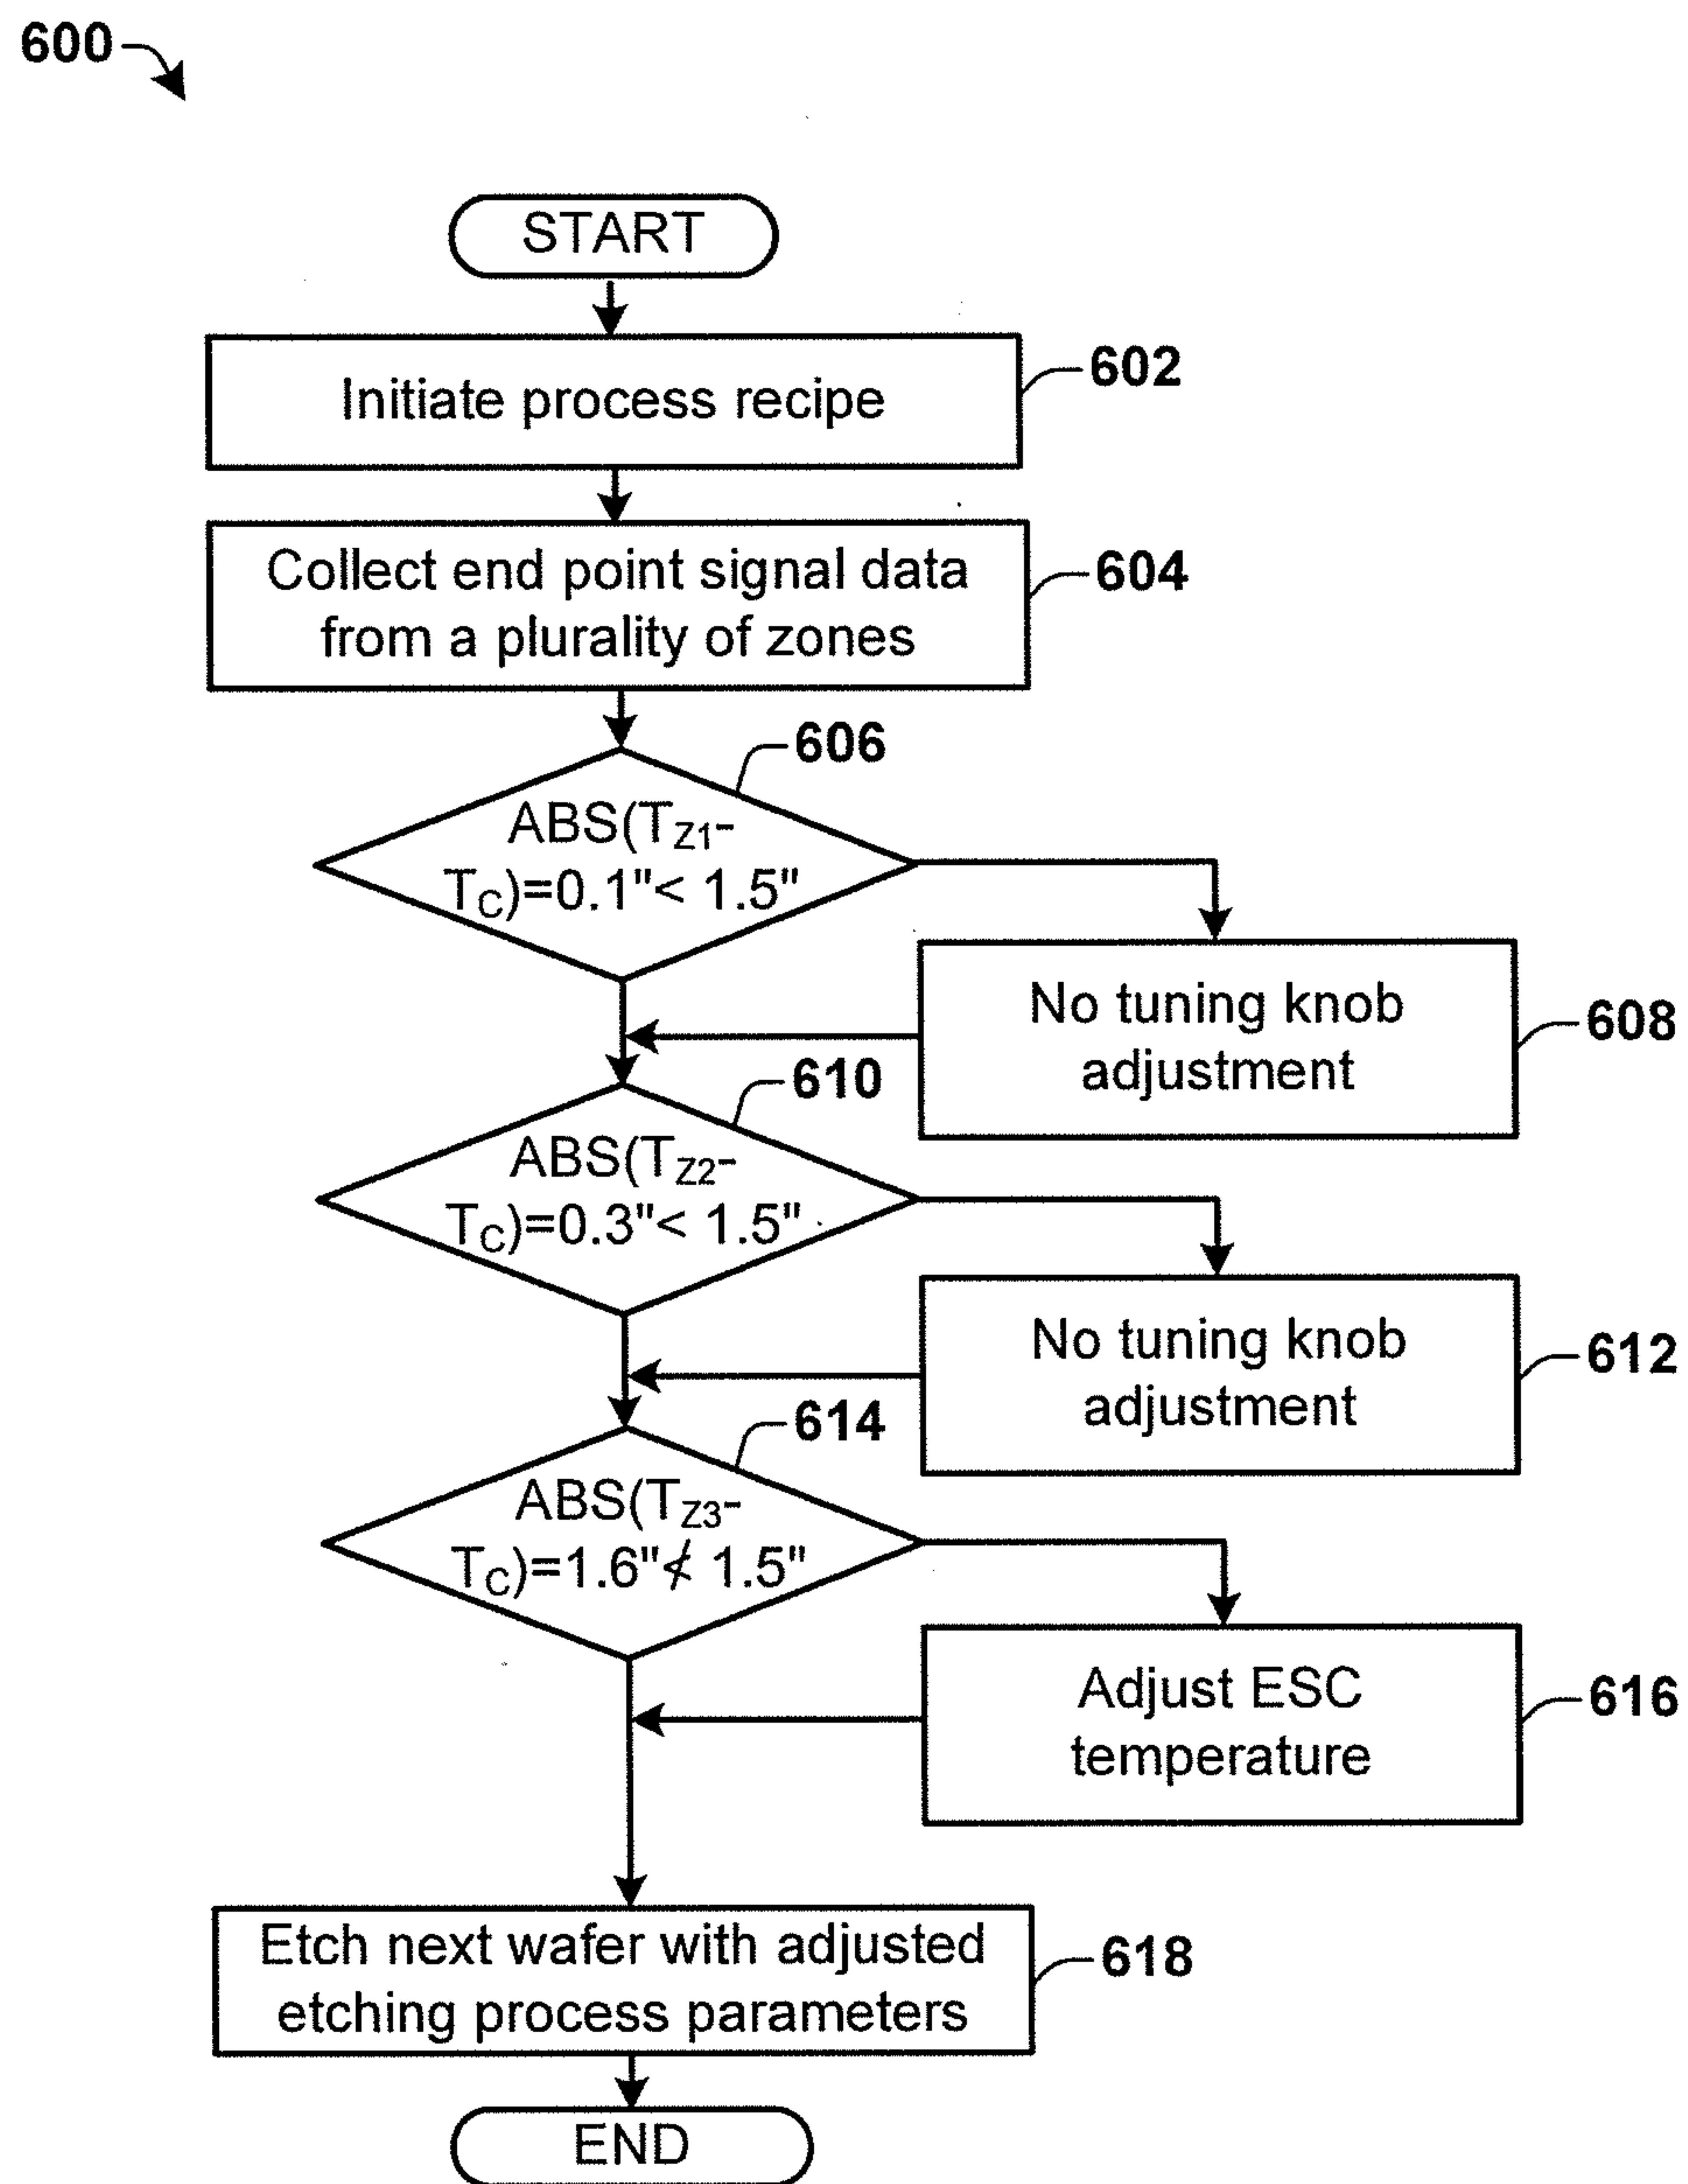 600
START
Initiate process recipe
602
Collect end point signal data
from a plurality of zones
604
606
ABS(TZ1-
TC)=0.1"< 1.5"
No tuning knob
adjustment
608
610
ABS(TZ2-
TC)=0.3"< 1.5"
No tuning knob
adjustment
612
614
ABS(TZ3-
TC)=1.6"≮ 1.5"
Adjust ESC
temperature
616
Etch next wafer with adjusted
etching process parameters
618
END